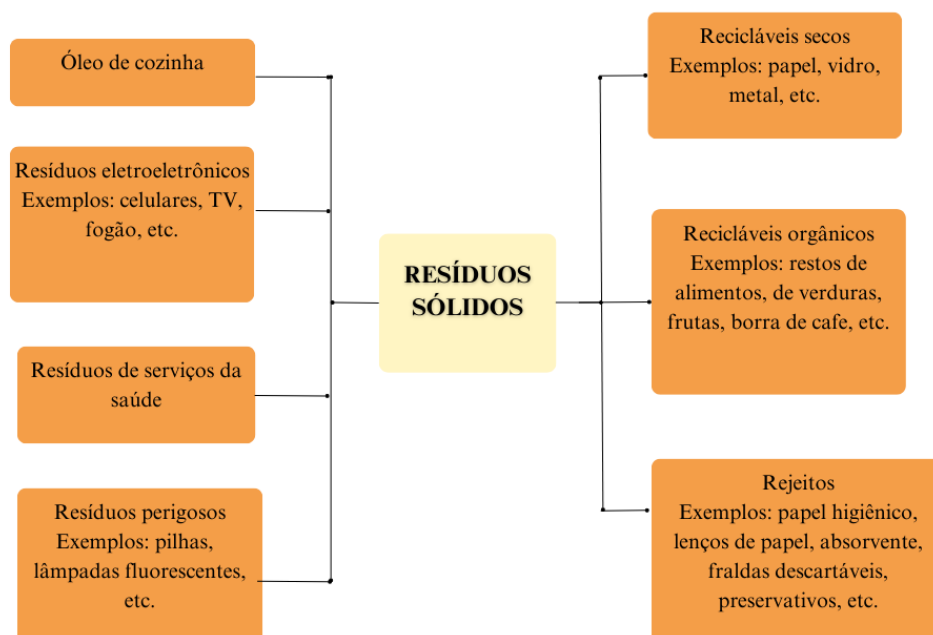 Óleo de cozinha
Resíduos eletroeletrônicos
Exemplos: celulares, TV,
fogão, etc.
Resíduos de serviços da
saúde
Resíduos perigosos
Exemplos: pilhas,
lâmpadas fluorescentes,
etc.
RESÍDUOS
SÓLIDOS
Recicláveis secos
Exemplos: papel, vidro,
metal, etc.
Recicláveis orgânicos
Exemplos: restos de
alimentos, de verduras,
frutas, borra de cafe, etc.
Rejeitos
Exemplos: papel higiênico,
lenços de papel, absorvente,
fraldas descartáveis,
preservativos, etc.